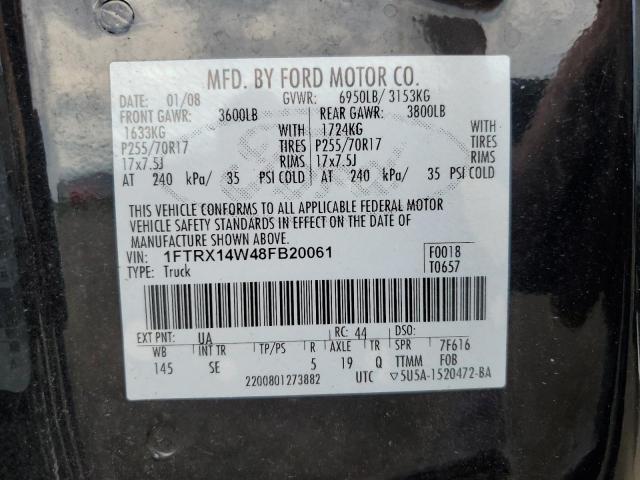 MFD. BY FORD MOTOR CO.
DATE: 01/08 GVWR: 6950LB/ 3153KG
FRONT GAWR: 3600LB REAR GAWR: 3800LB
1633KG WITH 1724KG WITH
P255/70R17 TIRES P255/70R17 TIRES
17x7.5J RIMS 17x7.5J RIMS
AT 240 kPa/ 35 PSI COLD AT 240 kPa/ 35 PSI COLD
THIS VEHICLE CONFORMS TO ALL APPLICABLE FEDERAL MOTOR
VEHICLE SAFETY STANDARDS IN EFFECT ON THE DATE OF
MANUFACTURE SHOWN ABOVE.
VIN: 1FTRX14W48FB20061 F0018
TYPE: Truck T0657
EXT PNT: UA RC: 44 DSO:
WB INT TR TP/PS R AXLE TR SPR 7F616
145 SE 5 19 Q TTMM FOB
2200801273882 UTC ▽5U5A-1520472-BA